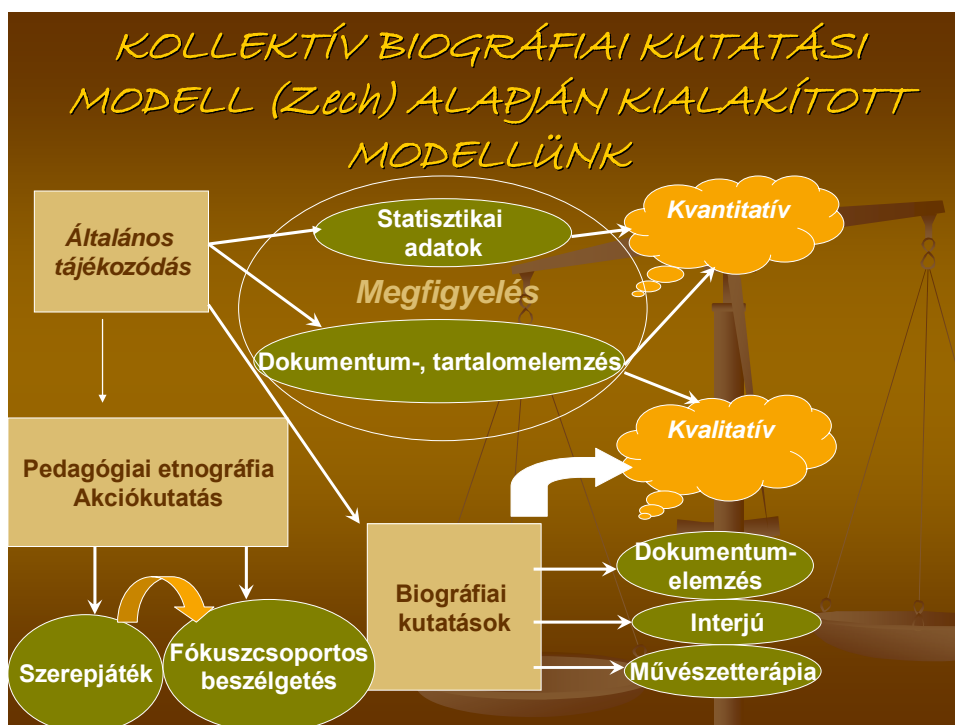 KOLLEKTÍV BIOGRÁFIAI KUTATÁSI
MODELL (Zech) ALAPJÁN KIALAKÍTOTT
MODELLÜNK
Általános
tájékozódás
Statisztikai
adatok
Kvantitatív
Megfigyelés
Dokumentum-, tartalomelemzés
Kvalitatív
Pedagógiai etnográfia
Akciókutatás
Biográfiai
kutatások
Dokumentum-
elemzés
Interjú
Művészetterápia
Szerepjáték
Fókuszcsoportos
beszélgetés